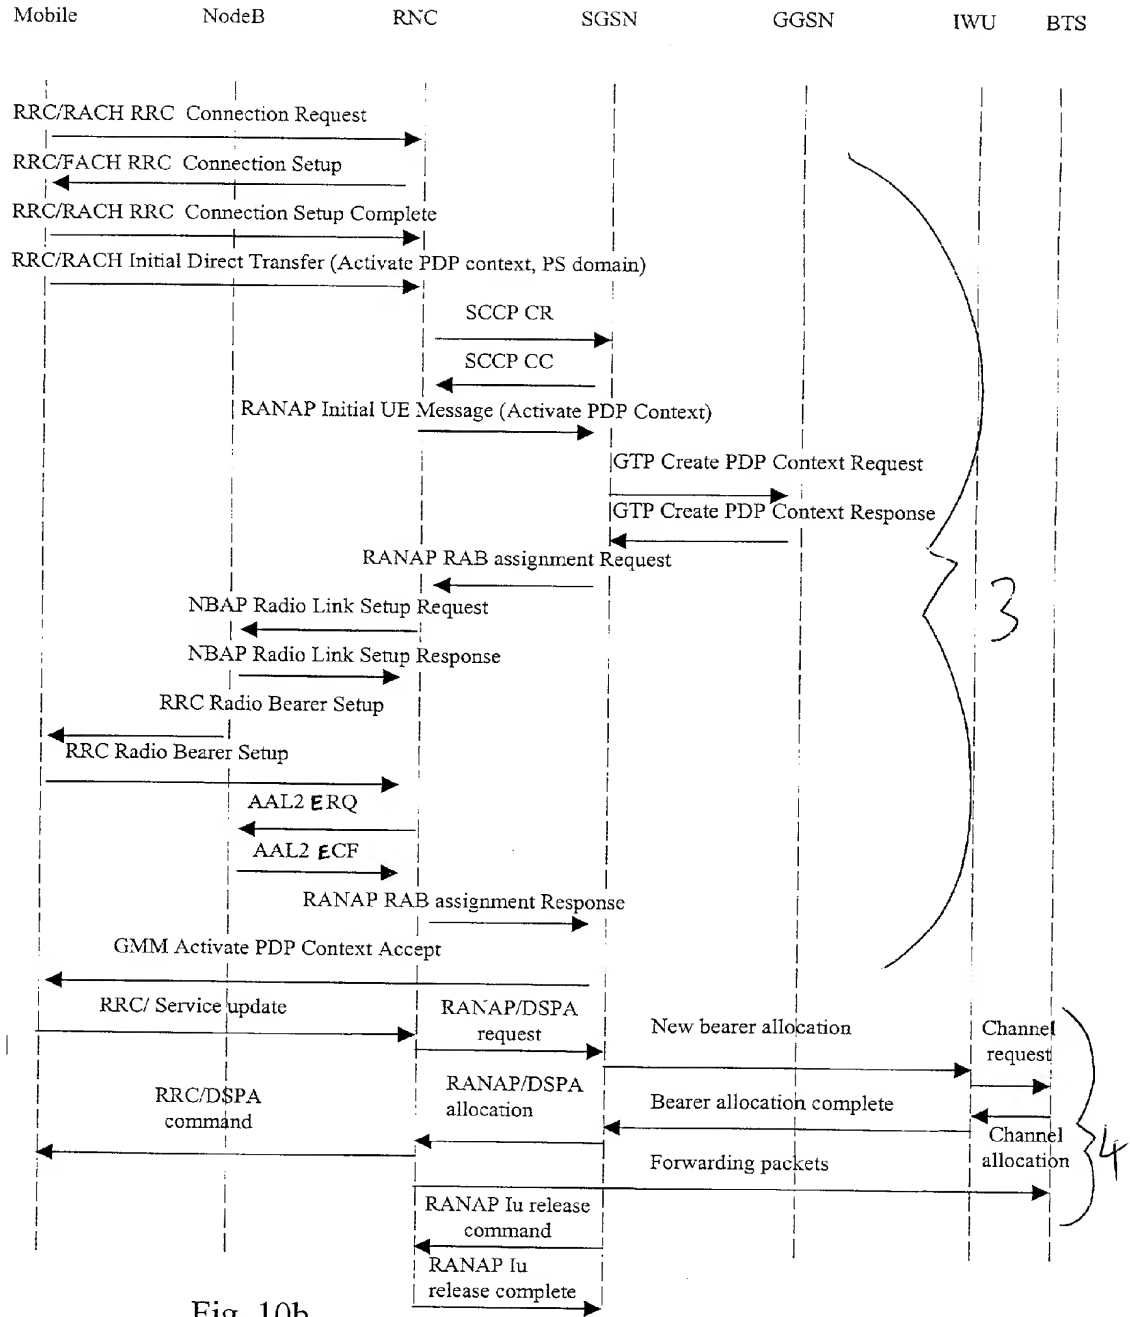 Mobile NodeB RNC SGSN GGSN IWU BTS
RRC/RACH RRC Connection Request
RRC/FACH RRC Connection Setup
RRC/RACH RRC Connection Setup Complete
RRC/RACH Initial Direct Transfer (Activate PDP context, PS domain)
SCCP CR
SCCP CC
RANAP Initial UE Message (Activate PDP Context)
GTP Create PDP Context Request
GTP Create PDP Context Response
RANAP RAB assignment Request
NBAP Radio Link Setup Request
3
NBAP Radio Link Setup Response
RRC Radio Bearer Setup
RRC Radio Bearer Setup
AAL2 ERQ
AAL2 ECF
RANAP RAB assignment Response
GMM Activate PDP Context Accept
RRC/ Service update
RANAP/DSPA
request
New bearer allocation
Channel
request
RRC/DSPA
command
RANAP/DSPA
allocation
Bearer allocation complete
Channel
allocation
4
Forwarding packets
RANAP Iu release
command
RANAP Iu
release complete
Fig. 10b